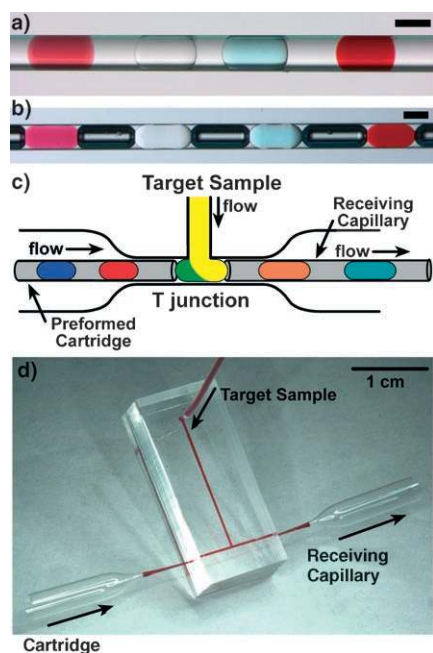 a)
b)
c)
Target Sample
flow
Receiving
Capillary
flow
flow
T junction
Preformed
Cartridge
d)
1 cm
Target Sample
Receiving
Capillary
Cartridge